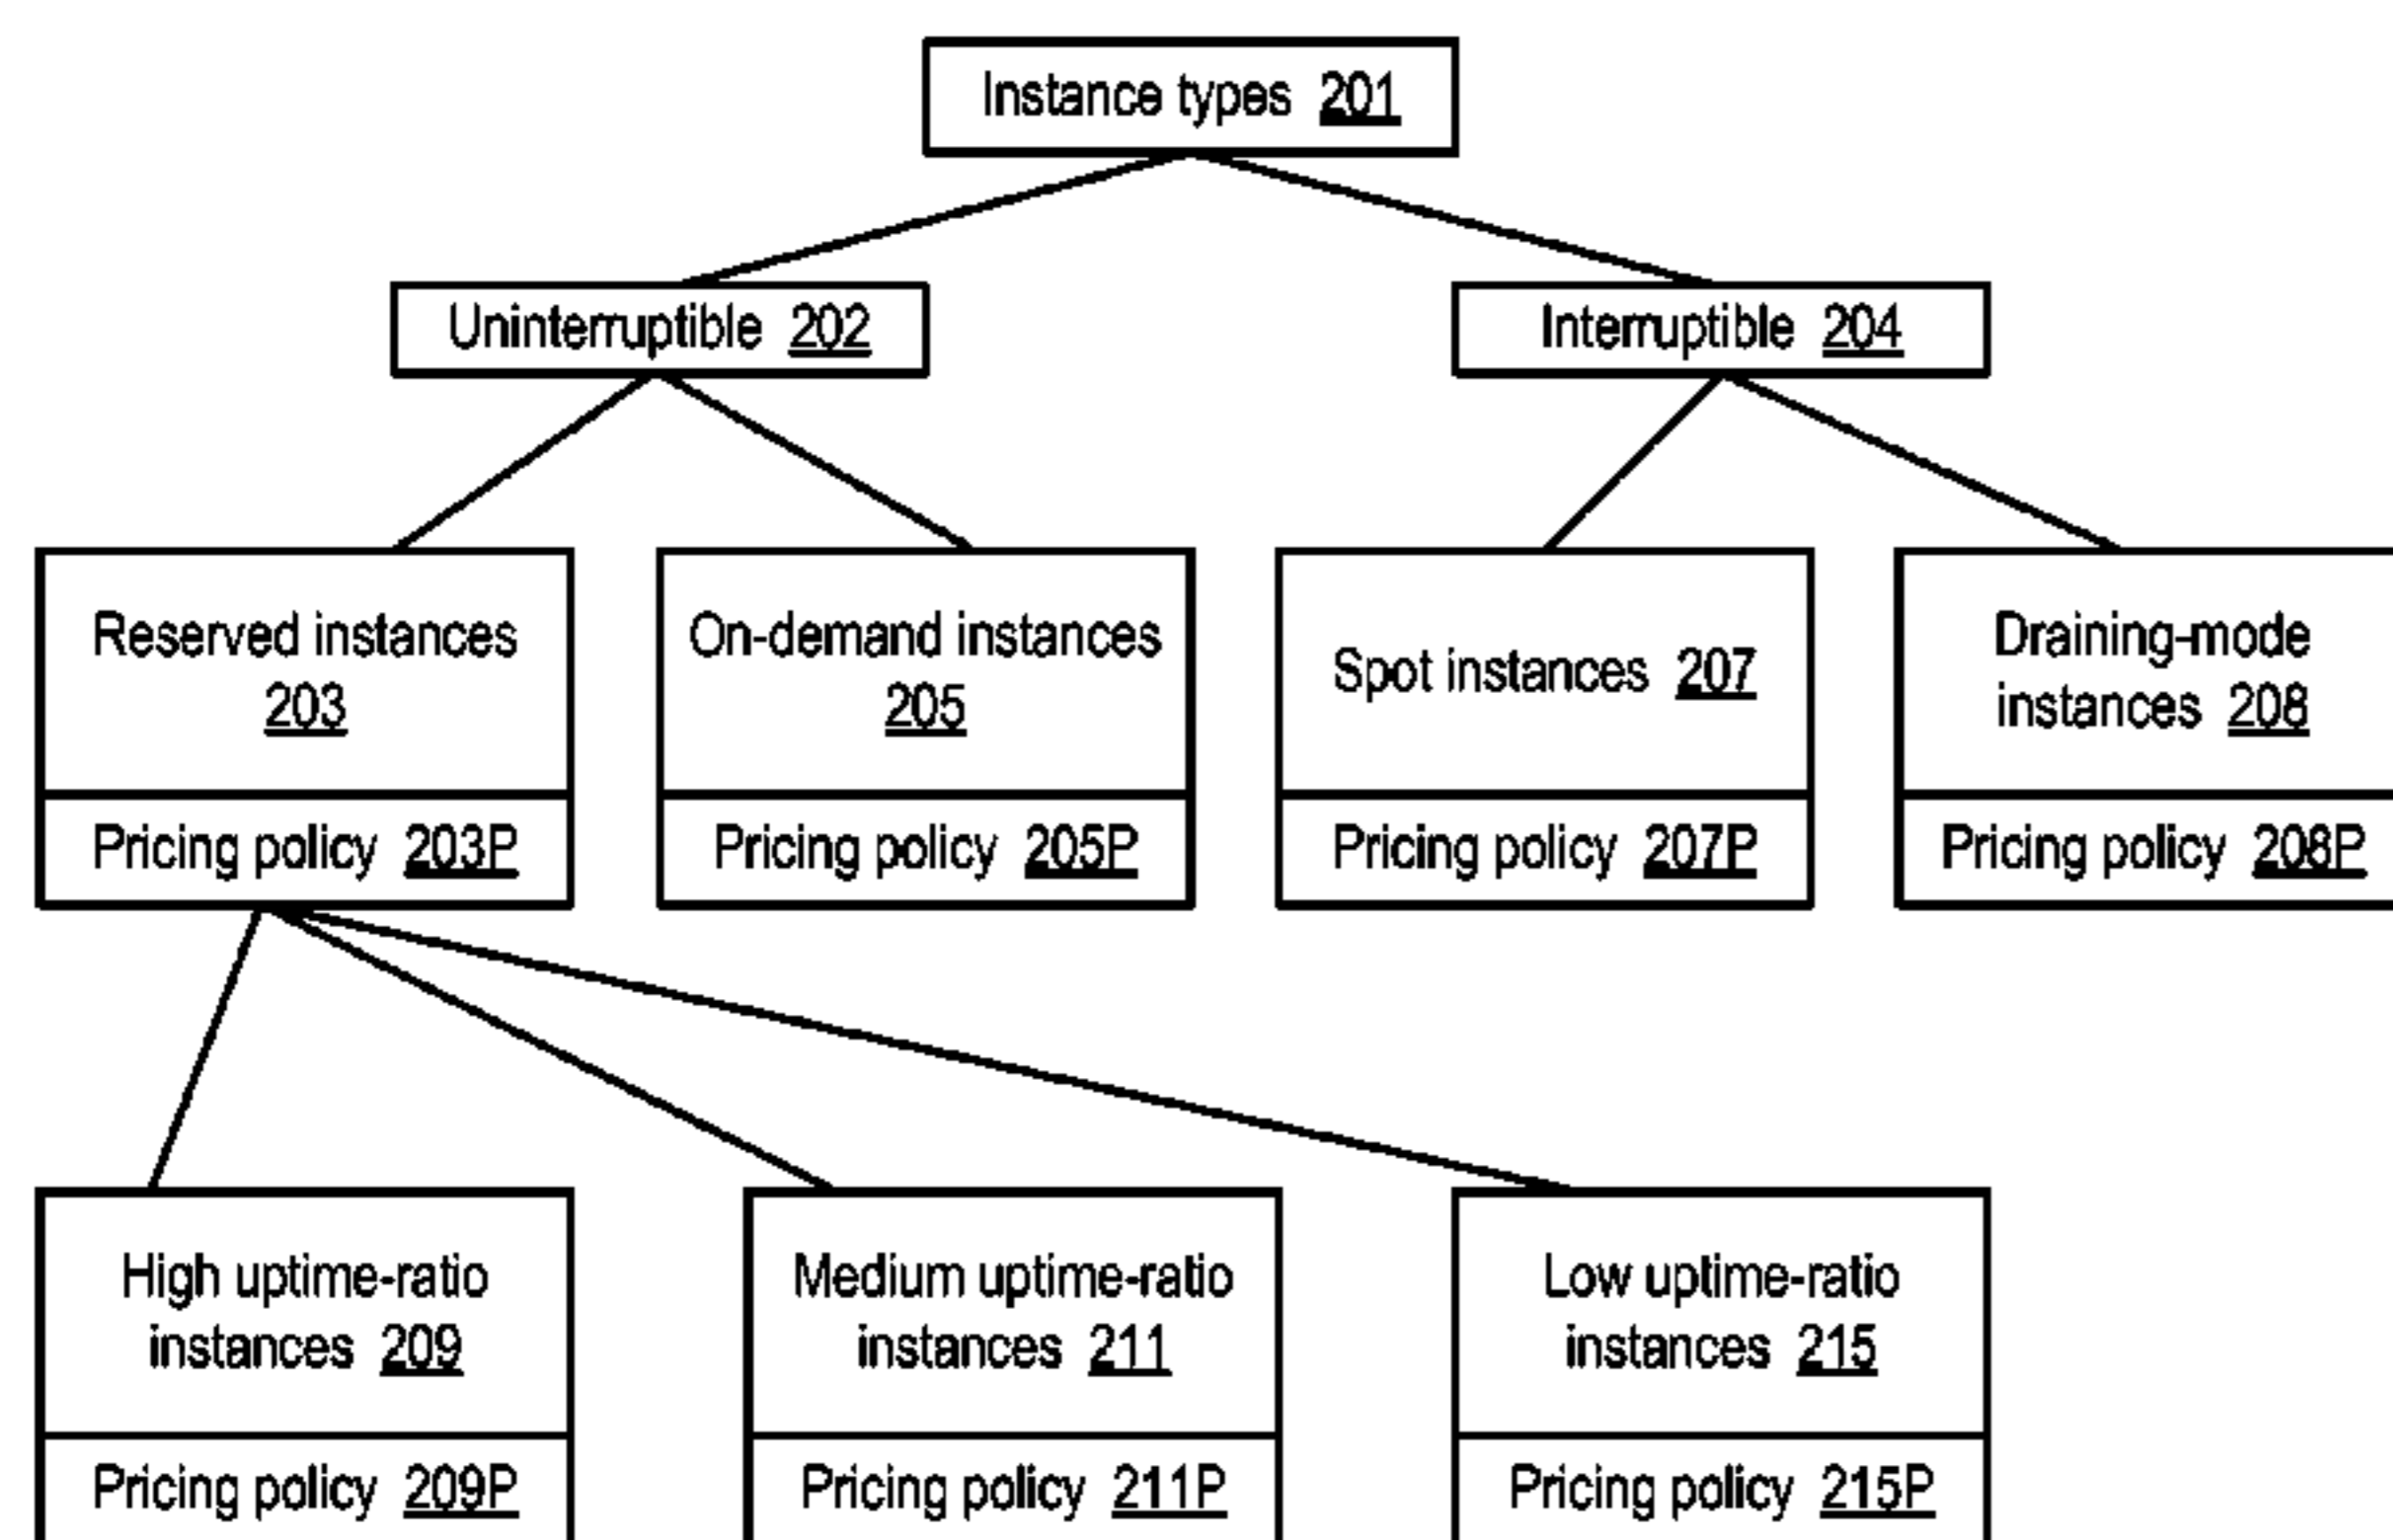 Instance types 201
Uninterruptible 202
Interruptible 204
Reserved instances
203
Pricing policy 203P
On-demand instances
205
Pricing policy 205P
Spot instances 207
Pricing policy 207P
Draining-mode
instances 208
Pricing policy 208P
High uptime-ratio
instances 209
Pricing policy 209P
Medium uptime-ratio
instances 211
Pricing policy 211P
Low uptime-ratio
instances 215
Pricing policy 215P